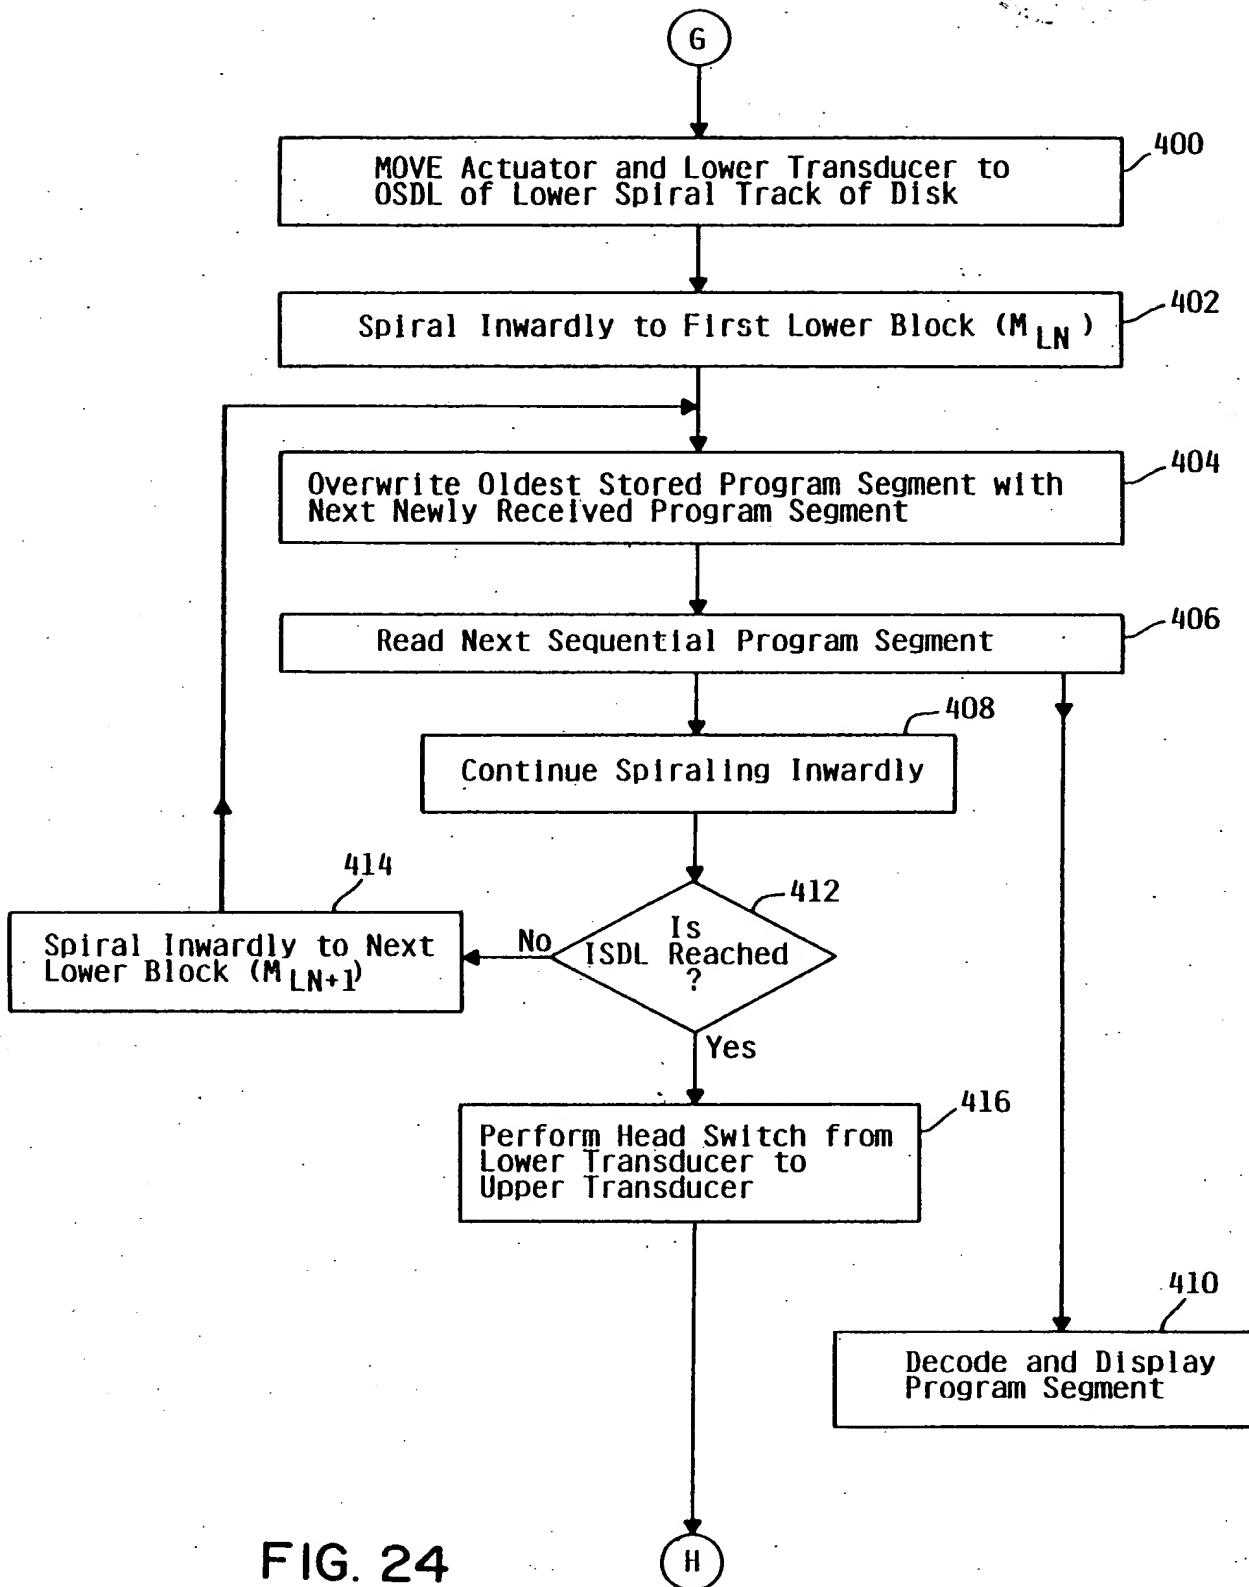 G
400
MOVE Actuator and Lower Transducer to
OSDL of Lower Spiral Track of Disk
402
Spiral Inwardly to First Lower Block (M LN )
404
Overwrite Oldest Stored Program Segment with
Next Newly Received Program Segment
406
Read Next Sequential Program Segment
408
Continue Spiraling Inwardly
414
412
Spiral Inwardly to Next
Lower Block (M LN+1)
No
Is
ISDL Reached
?
Yes
416
Perform Head Switch from
Lower Transducer to
Upper Transducer
410
Decode and Display
Program Segment
FIG. 24
H